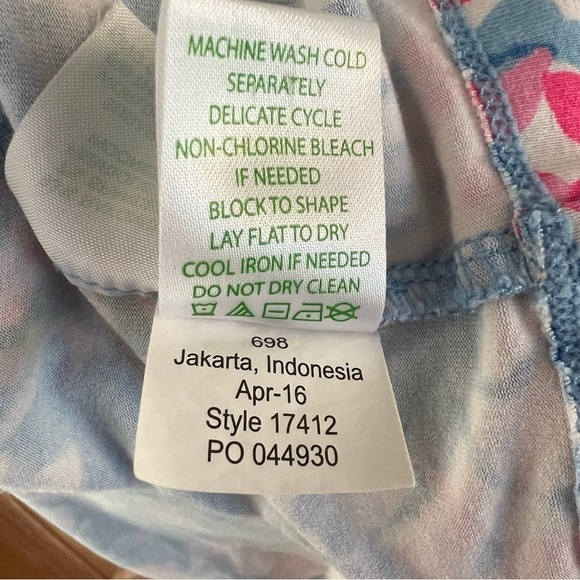 MACHINE WASH COLD
SEPARATELY
DELICATE CYCLE
NON-CHLORINE BLEACH
IF NEEDED
BLOCK TO SHAPE
LAY FLAT TO DRY
COOL IRON IF NEEDED
DO NOT DRY CLEAN
698
Jakarta, Indonesia
Apr-16
Style 17412
PO 044930